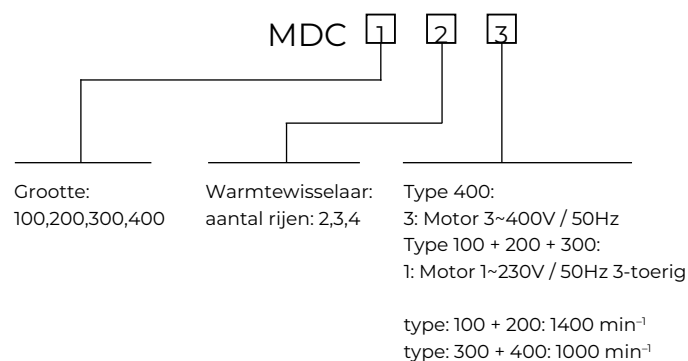 MDC 1 2 3
Grootte:
100,200,300,400
Warmtewisselaar:
aantal rijen: 2,3,4
Type 400:
3: Motor 3~400V / 50Hz
Type 100 + 200 + 300:
1: Motor 1~230V / 50Hz 3-toerig
type: 100 + 200: 1400 min⁻¹
type: 300 + 400: 1000 min⁻¹